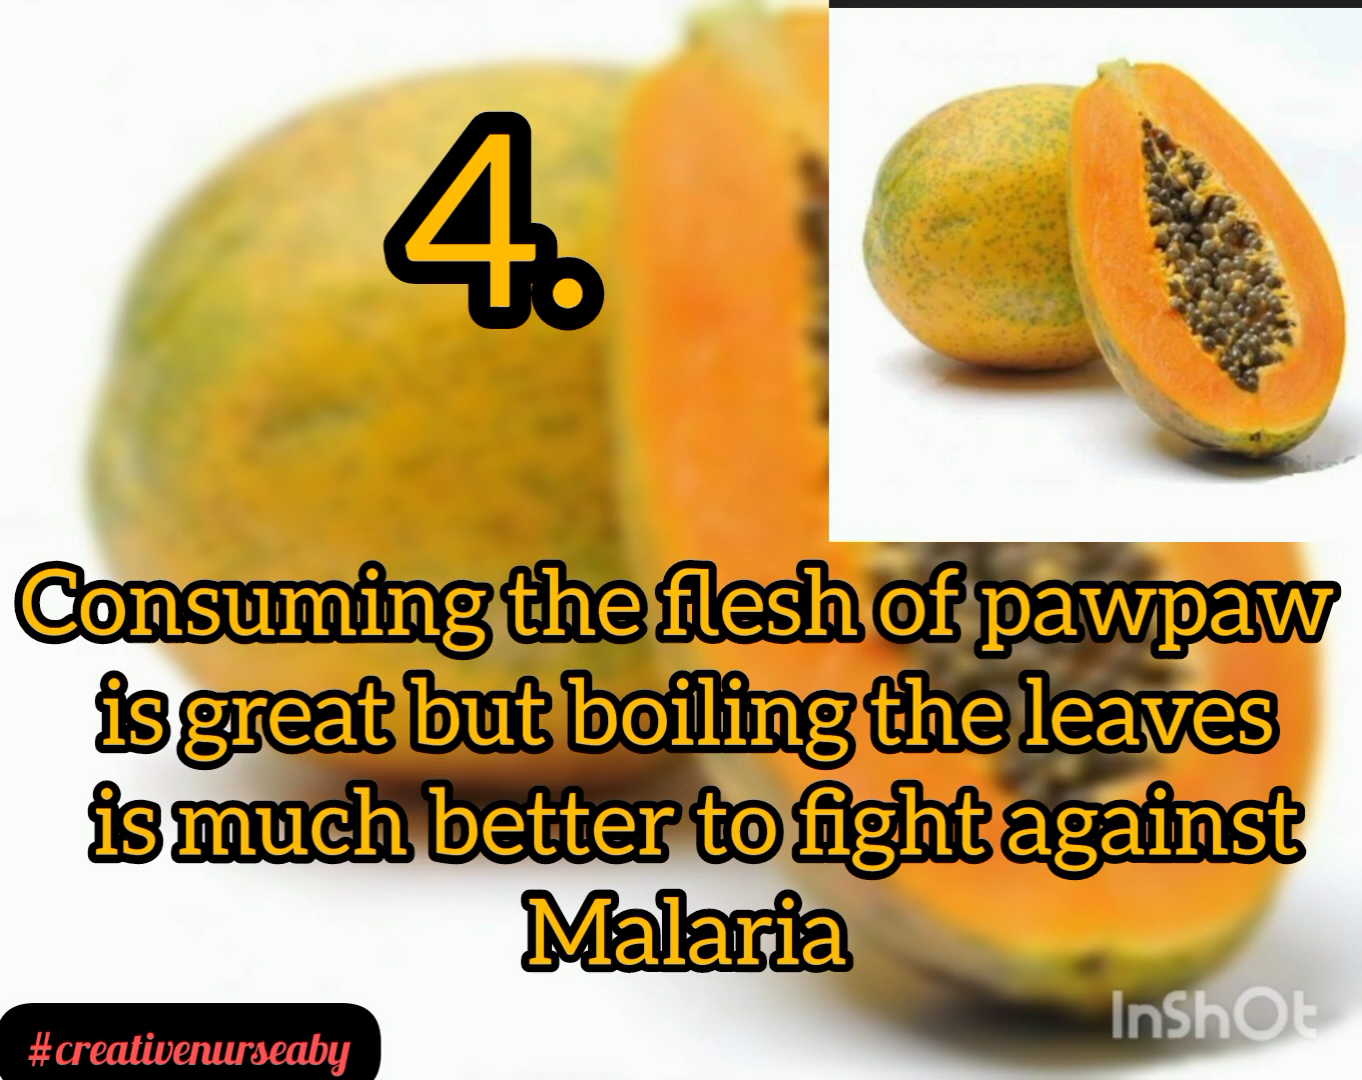 4.
Consuming the flesh of pawpaw
is great but boiling the leaves
is much better to fight against
Malaria
#creativenurseaby
InShOt